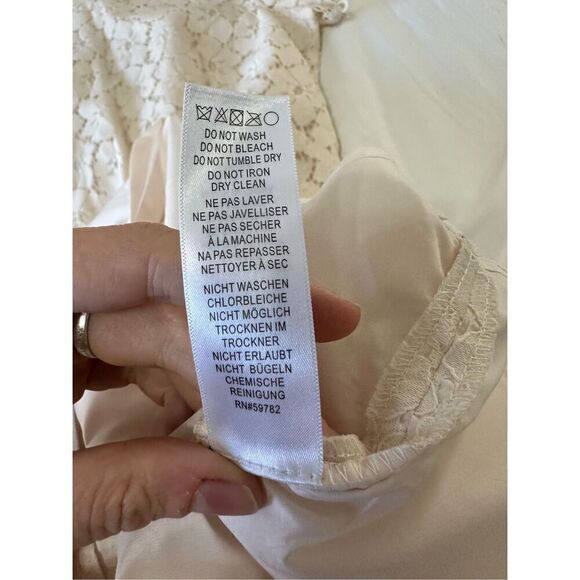 DO NOT WASH
DO NOT BLEACH
DO NOT TUMBLE DRY
DO NOT IRON
DRY CLEAN
NE PAS LAVER
NE PAS JAVELLISER
NE PAS SECHER
À LA MACHINE
NA PAS REPASSER
NETTOYER À SEC
NICHT WASCHEN
CHLORBLEICHE
NICHT MÖGLICH
TROCKNEN IM
TROCKNER
NICHT ERLAUBT
NICHT BÜGELN
CHEMISCHE
REINIGUNG
RN#59782